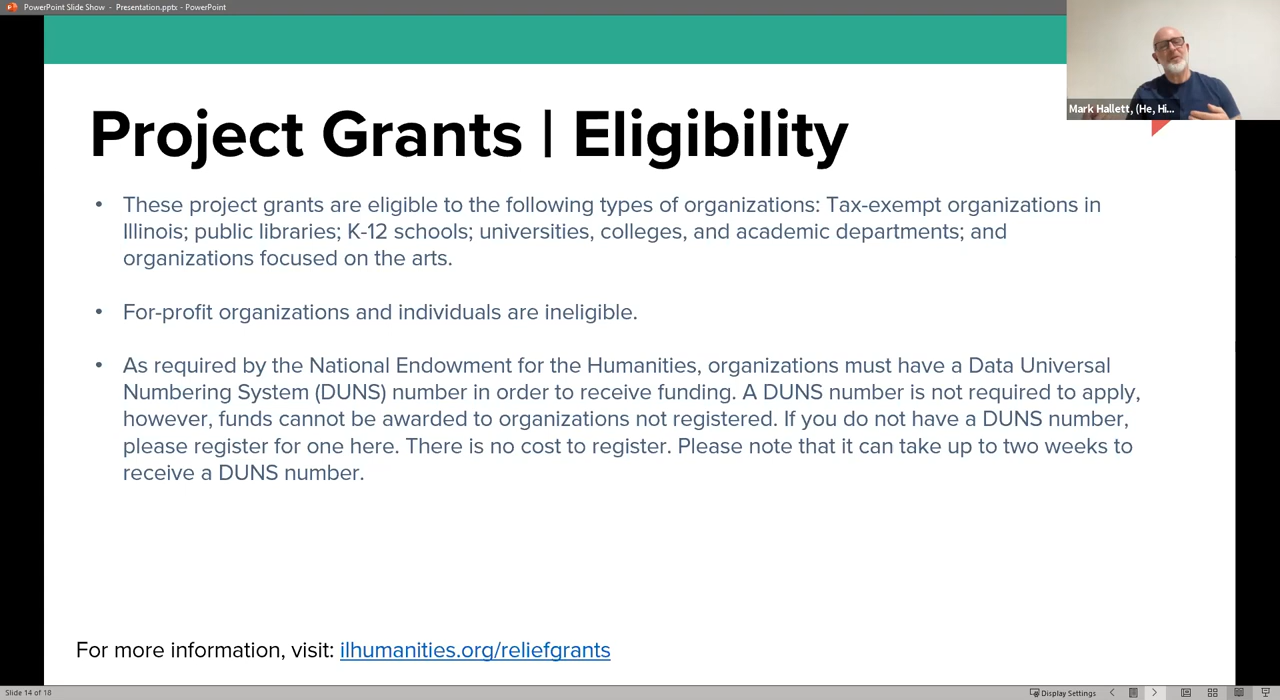 PowerPoint Slide Show - Presentation.pptx - PowerPoint
Mark Hallett, (He, Hi...
Project Grants | Eligibility
• These project grants are eligible to the following types of organizations: Tax-exempt organizations in
Illinois; public libraries; K-12 schools; universities, colleges, and academic departments; and
organizations focused on the arts.
• For-profit organizations and individuals are ineligible.
• As required by the National Endowment for the Humanities, organizations must have a Data Universal
Numbering System (DUNS) number in order to receive funding. A DUNS number is not required to apply,
however, funds cannot be awarded to organizations not registered. If you do not have a DUNS number,
please register for one here. There is no cost to register. Please note that it can take up to two weeks to
receive a DUNS number.
For more information, visit: ilhumanities.org/reliefgrants
Slide 14 of 18
Display Settings